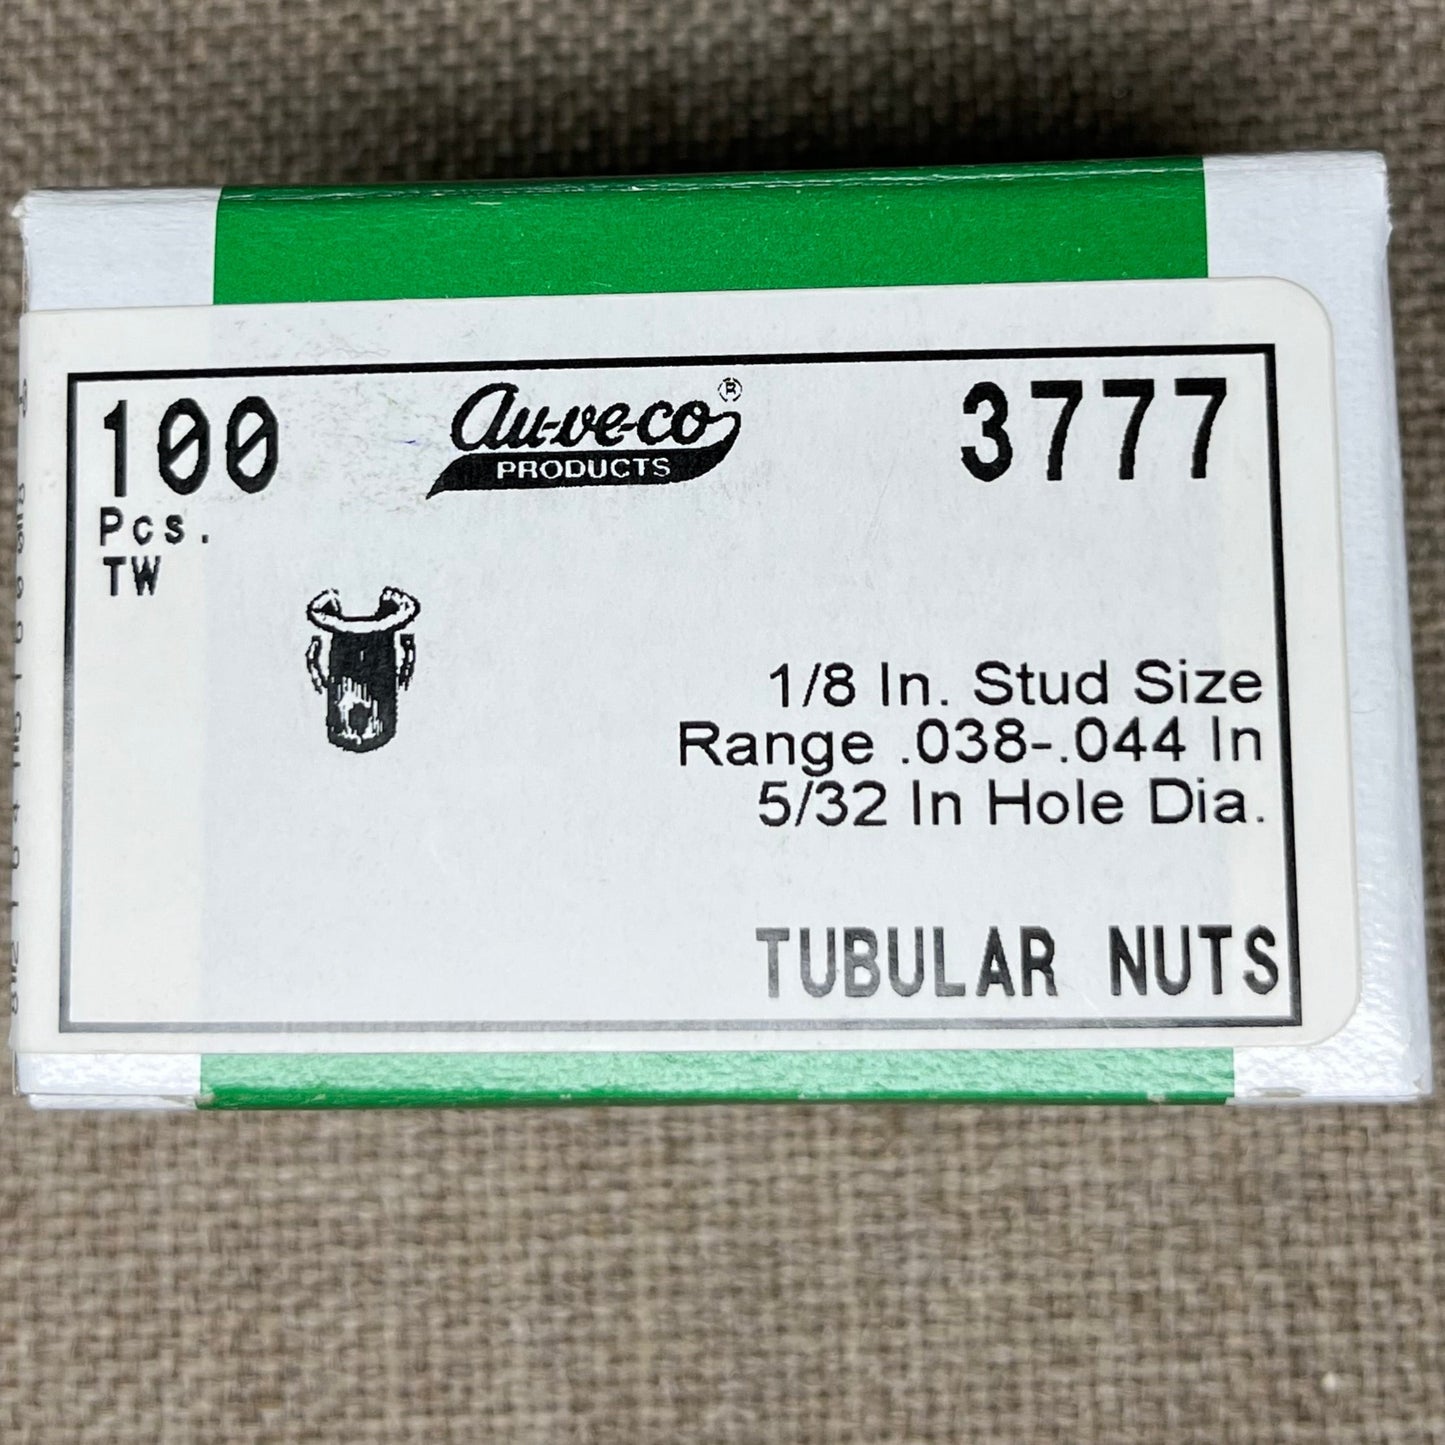 100
Pcs.
TW
Au-ve-co®
PRODUCTS
3777
1/8 In. Stud Size
Range .038-.044 In
5/32 In Hole Dia.
TUBULAR NUTS